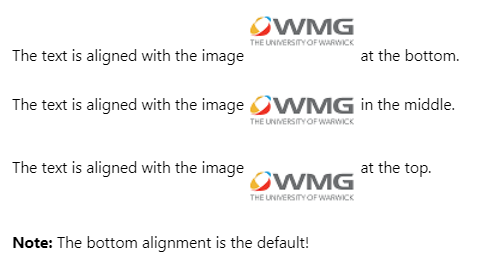 WMG
THE UNIVERSITY OF WARWICK
The text is aligned with the image at the bottom.
The text is aligned with the image WMG in the middle.
THE UNIVERSITY OF WARWICK
The text is aligned with the image at the top.
WMG
THE UNIVERSITY OF WARWICK
Note: The bottom alignment is the default!